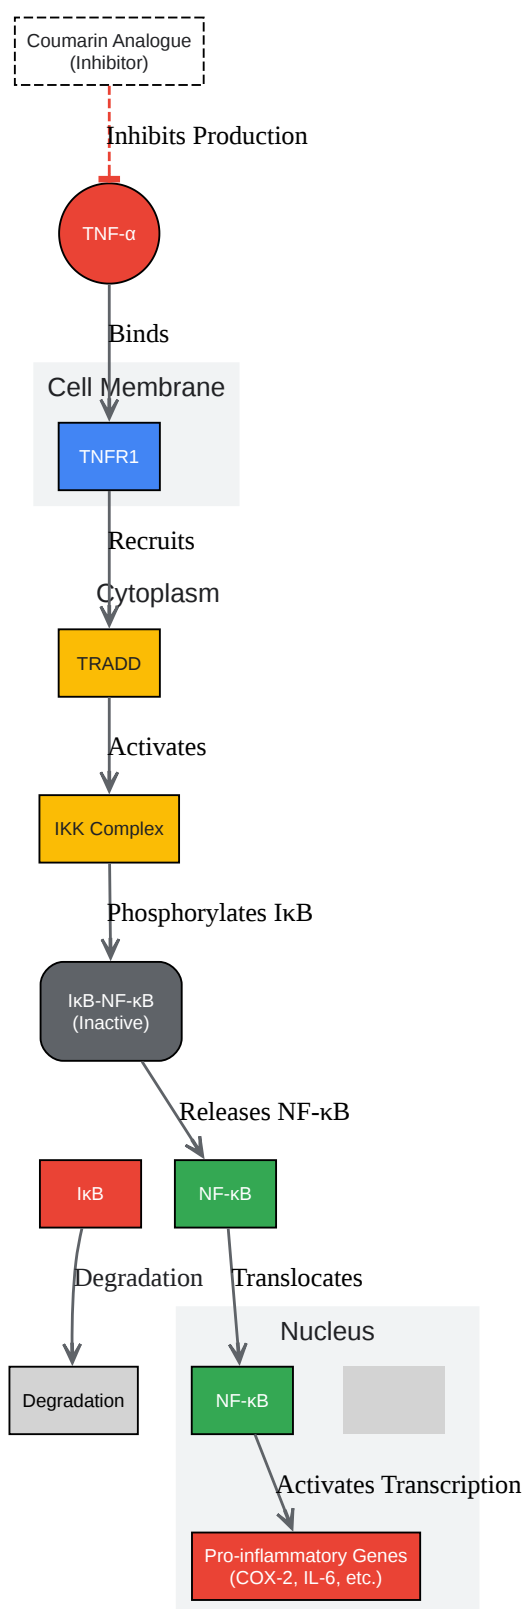 Coumarin Analogue
(Inhibitor)
Inhibits Production
TNF-α
Binds
Cell Membrane
TNFR1
Recruits
Cytoplasm
TRADD
Activates
IKK Complex
Phosphorylates IκB
IκB-NF-κB
(Inactive)
Releases NF-κB
IκB
NF-κB
Degradation
Translocates
Nucleus
Degradation
NF-κB
Activates Transcription
Pro-inflammatory Genes
(COX-2, IL-6, etc.)